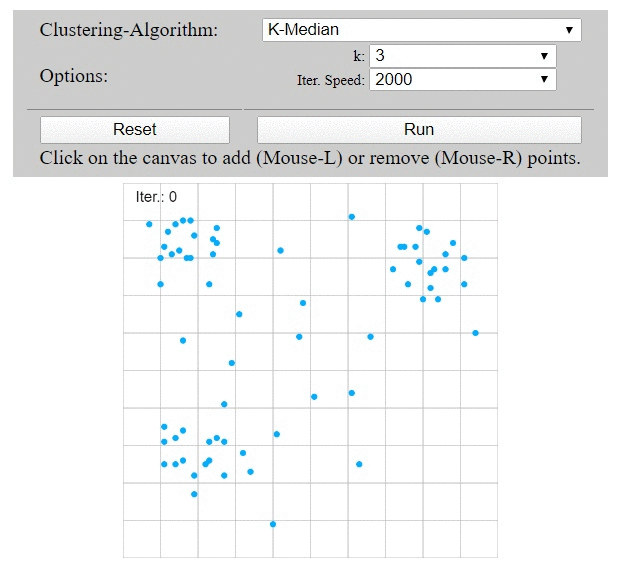 Clustering-Algorithm: K-Median
k: 3
Options: Iter. Speed: 2000
Reset Run
Click on the canvas to add (Mouse-L) or remove (Mouse-R) points.
Iter.: 0